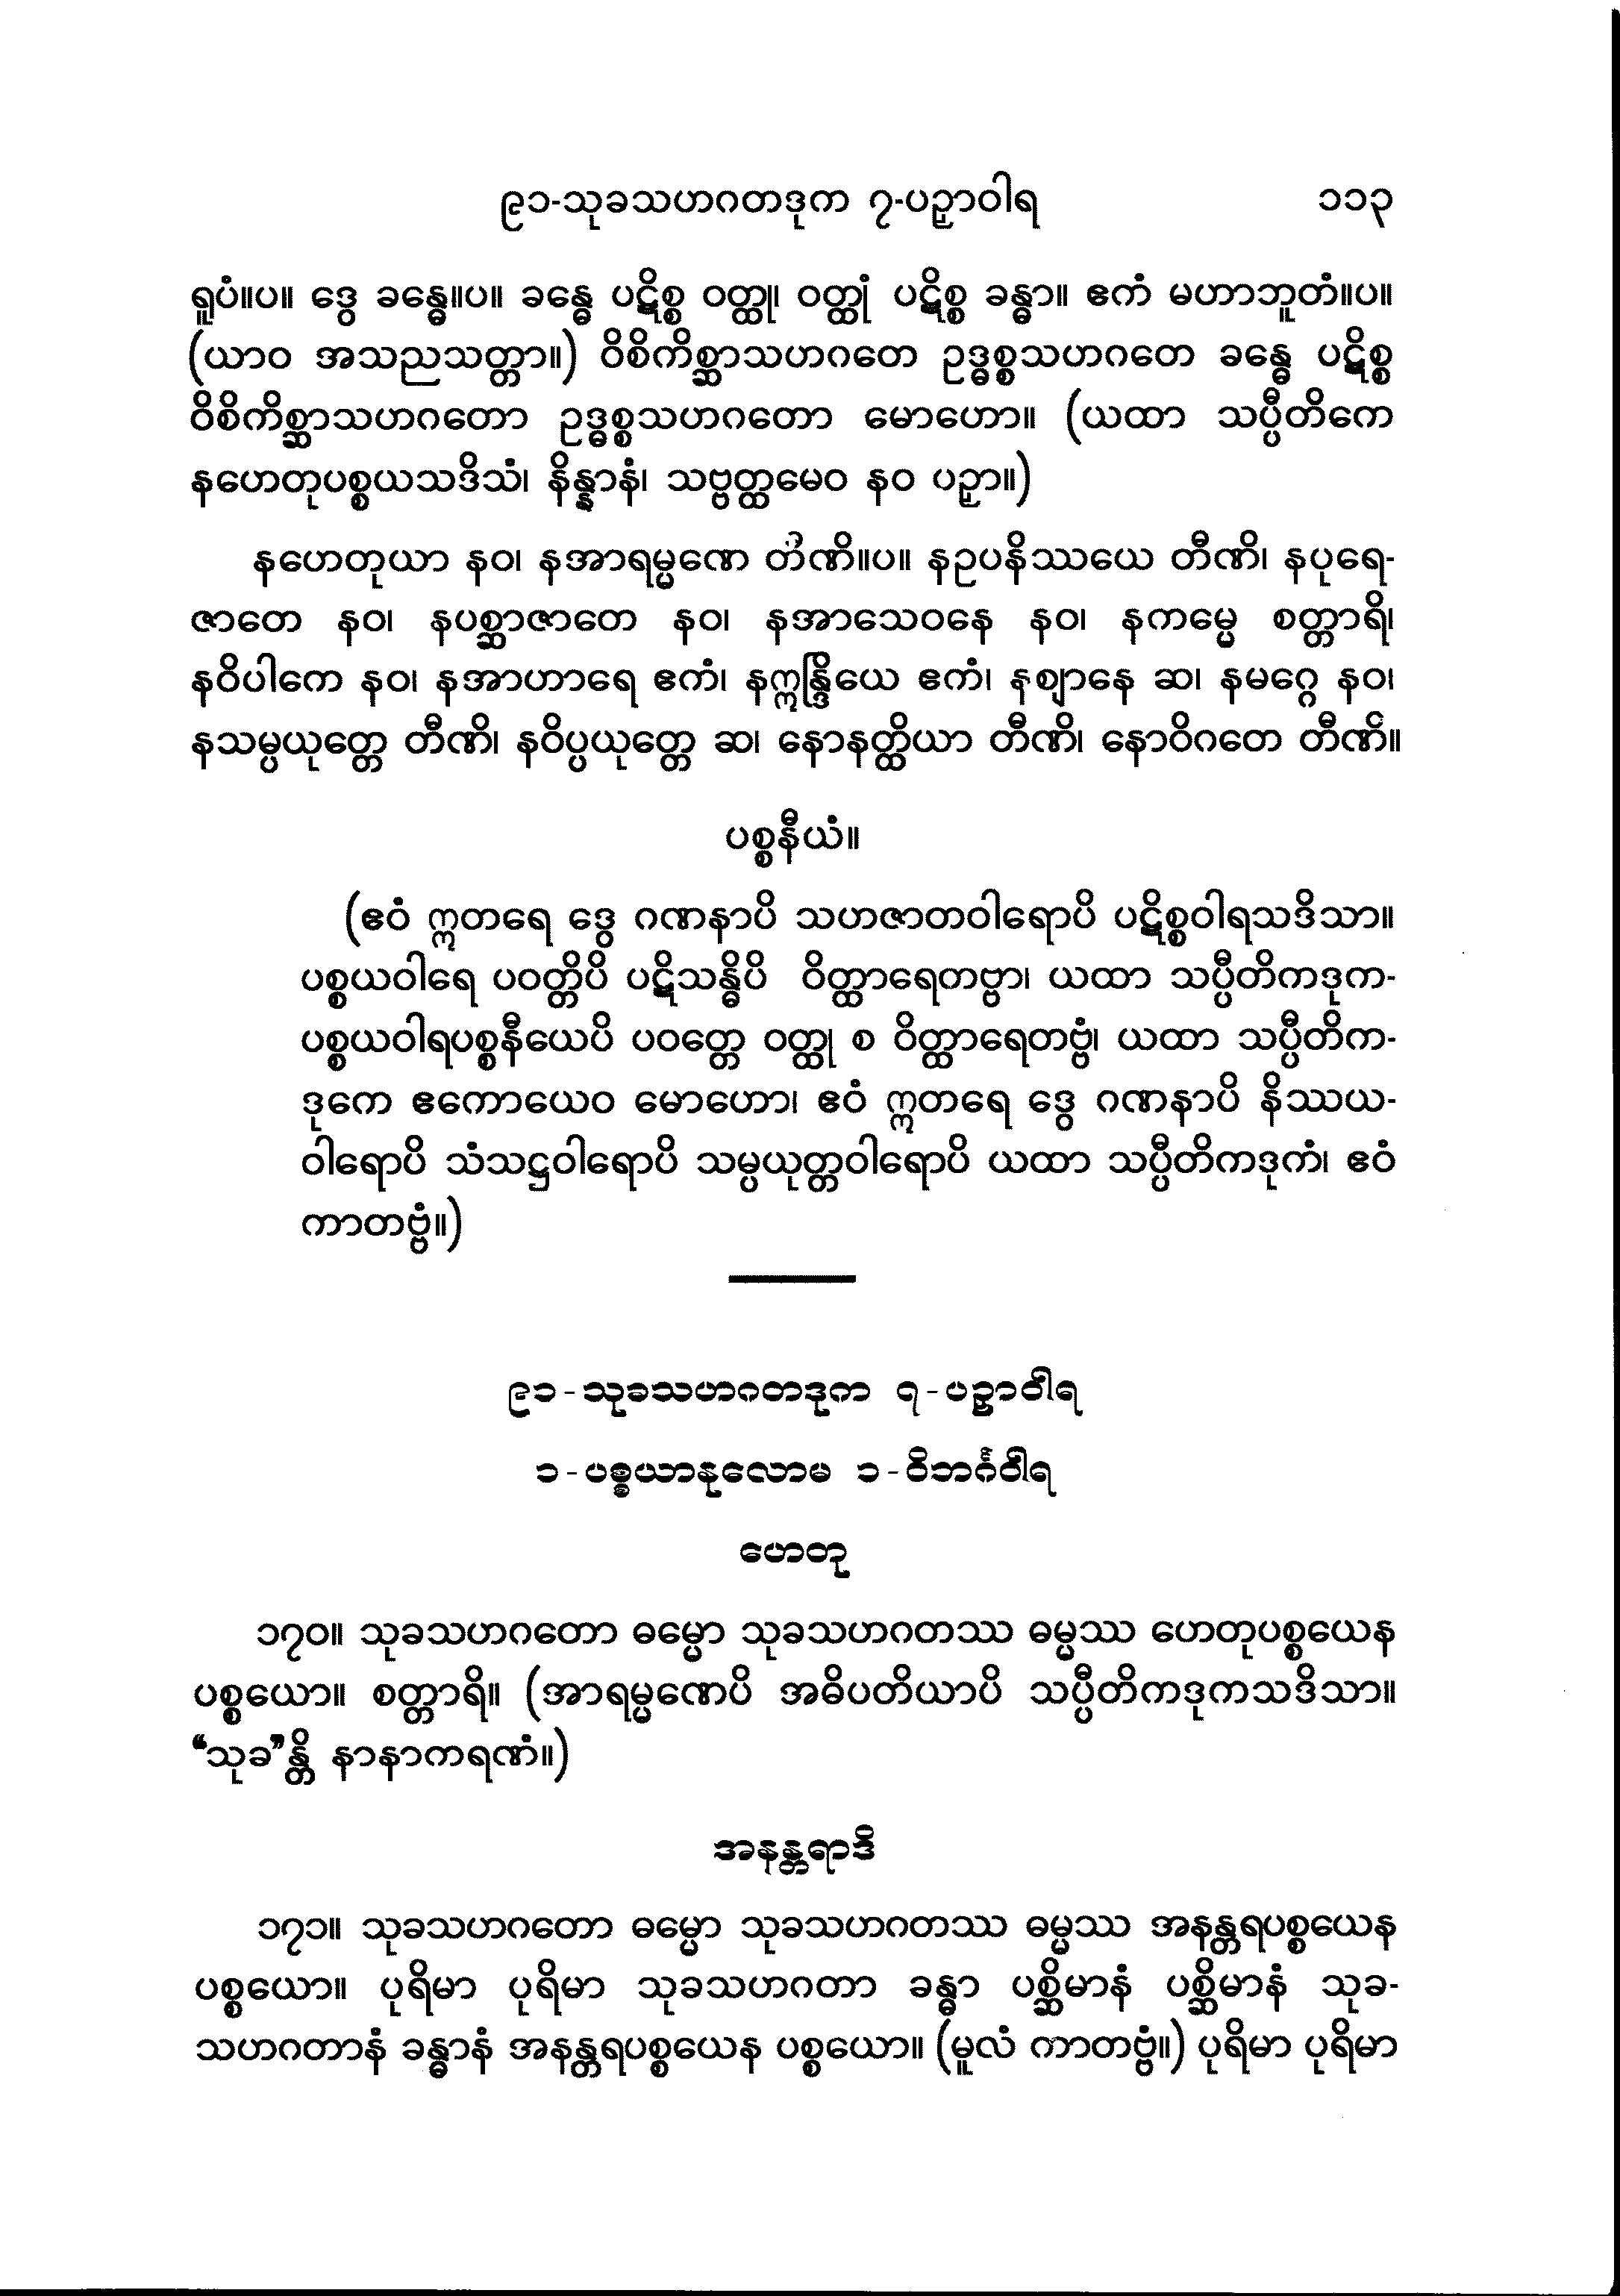 ၉၁-သုခသဟဂတဒုက ၇-ပဉှာဝါရ ၁၁၃
ရူပံ။ပ။ ဒွေ ခန္ဓေ။ပ။ ခန္ဓေ ပဋိစ္စ ဝတ္ထု၊ ဝတ္ထုံ ပဋိစ္စ ခန္ဓာ။ ဧကံ မဟာဘူတံ။ပ။
(ယာဝ အသညသတ္တာ။) ဝိစိကိစ္ဆာသဟဂတေ ဥဒ္ဓစ္စသဟဂတေ ခန္ဓေ ပဋိစ္စ
ဝိစိကိစ္ဆာသဟဂတော ဥဒ္ဓစ္စသဟဂတော မောဟော။ (ယထာ သပ္ပီတိကေ
နဟေတုပစ္စယသဒိသံ၊ နိန္နာနံ၊ သဗ္ဗတ္ထမေဝ နဝ ပဉှာ။)
နဟေတုယာ နဝ၊ နအာရမ္မဏေ တီဏိ။ပ။ နဥပနိဿယေ တီဏိ၊ နပုရေ-
ဇာတေ နဝ၊ နပစ္ဆာဇာတေ နဝ၊ နအာသေဝနေ နဝ၊ နကမ္မေ စတ္တာရိ၊
နဝိပါကေ နဝ၊ နအာဟာရေ ဧကံ၊ နဣန္ဒြိယေ ဧကံ၊ နဈာနေ ဆ၊ နမဂ္ဂေ နဝ၊
နသမ္ပယုတ္တေ တီဏိ၊ နဝိပ္ပယုတ္တေ ဆ၊ နောနတ္ထိယာ တီဏိ၊ နောဝိဂတေ တီဏိ။
ပစ္စနီယံ။
(ဧဝံ ဣတရေ ဒွေ ဂဏနာပိ သဟဇာတဝါရောပိ ပဋိစ္စဝါရသဒိသာ။
ပစ္စယဝါရေ ပဝတ္တိပိ ပဋိသန္ဓိပိ ဝိတ္ထာရေတဗ္ဗာ၊ ယထာ သပ္ပီတိကဒုက-
ပစ္စယဝါရပစ္စနီယေပိ ပဝတ္တေ ဝတ္ထု စ ဝိတ္ထာရေတဗ္ဗံ၊ ယထာ သပ္ပီတိက-
ဒုကေ ဧကောယေဝ မောဟော၊ ဧဝံ ဣတရေ ဒွေ ဂဏနာပိ နိဿယ-
ဝါရောပိ သံသဋ္ဌဝါရောပိ သမ္ပယုတ္တဝါရောပိ ယထာ သပ္ပီတိကဒုကံ၊ ဧဝံ
ကာတဗ္ဗံ။)
၉၁-သုခသဟဂတဒုက ၇-ပဉှာဝါရ
၁-ပစ္စယာနုလောမ ၁-ဝိဘင်္ဂဝါရ
ဟေတု
၁၇၀။ သုခသဟဂတော ဓမ္မော သုခသဟဂတဿ ဓမ္မဿ ဟေတုပစ္စယေန
ပစ္စယော။ စတ္တာရိ။ (အာရမ္မဏေပိ အဓိပတိယာပိ သပ္ပီတိကဒုကသဒိသာ။
“သုခ”န္တိ နာနာကရဏံ။)
အနန္တရာဒိ
၁၇၁။ သုခသဟဂတော ဓမ္မော သုခသဟဂတဿ ဓမ္မဿ အနန္တရပစ္စယေန
ပစ္စယော။ ပုရိမာ ပုရိမာ သုခသဟဂတာ ခန္ဓာ ပစ္ဆိမာနံ ပစ္ဆိမာနံ သုခ-
သဟဂတာနံ ခန္ဓာနံ အနန္တရပစ္စယေန ပစ္စယော။ (မူလံ ကာတဗ္ဗံ။) ပုရိမာ ပုရိမာ